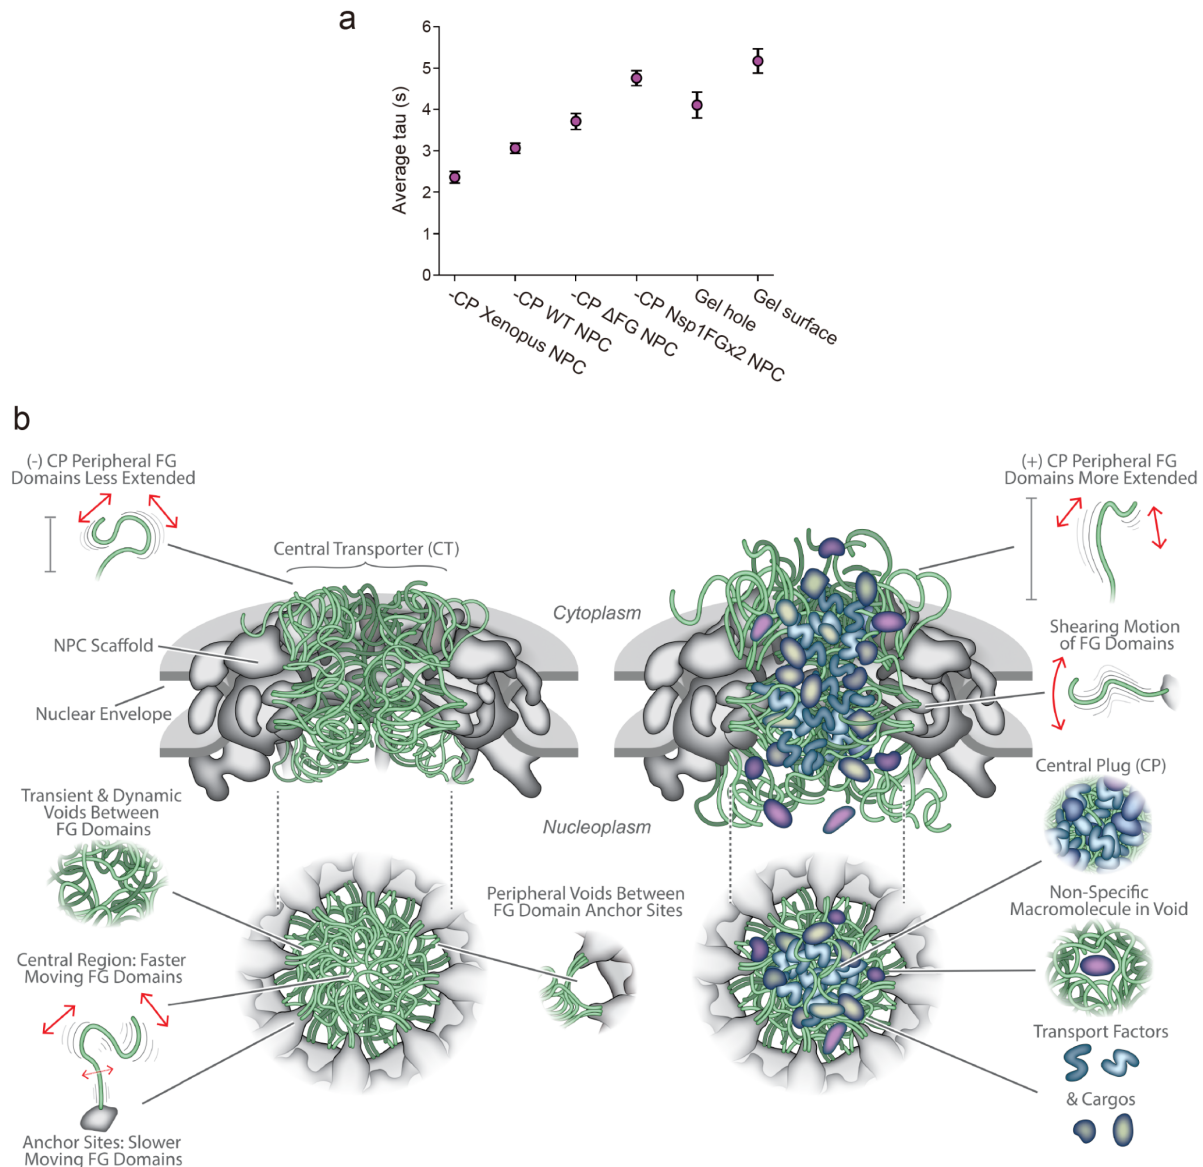 a
Average tau (s)
6
5
4
3
2
1
0
-CP Xenopus NPC
-CP WT NPC
-CP ΔFG NPC
-CP Nsp1FGx2 NPC
Gel hole
Gel surface
b
(-) CP Peripheral FG
Domains Less Extended
Central Transporter (CT)
NPC Scaffold
Nuclear Envelope
Cytoplasm
(+) CP Peripheral FG
Domains More Extended
Shearing Motion
of FG Domains
Central Plug (CP)
Transient & Dynamic
Voids Between
FG Domains
Nucleoplasm
Peripheral Voids Between
FG Domain Anchor Sites
Non-Specific
Macromolecule in Void
Central Region: Faster
Moving FG Domains
Transport Factors
& Cargos
Anchor Sites: Slower
Moving FG Domains